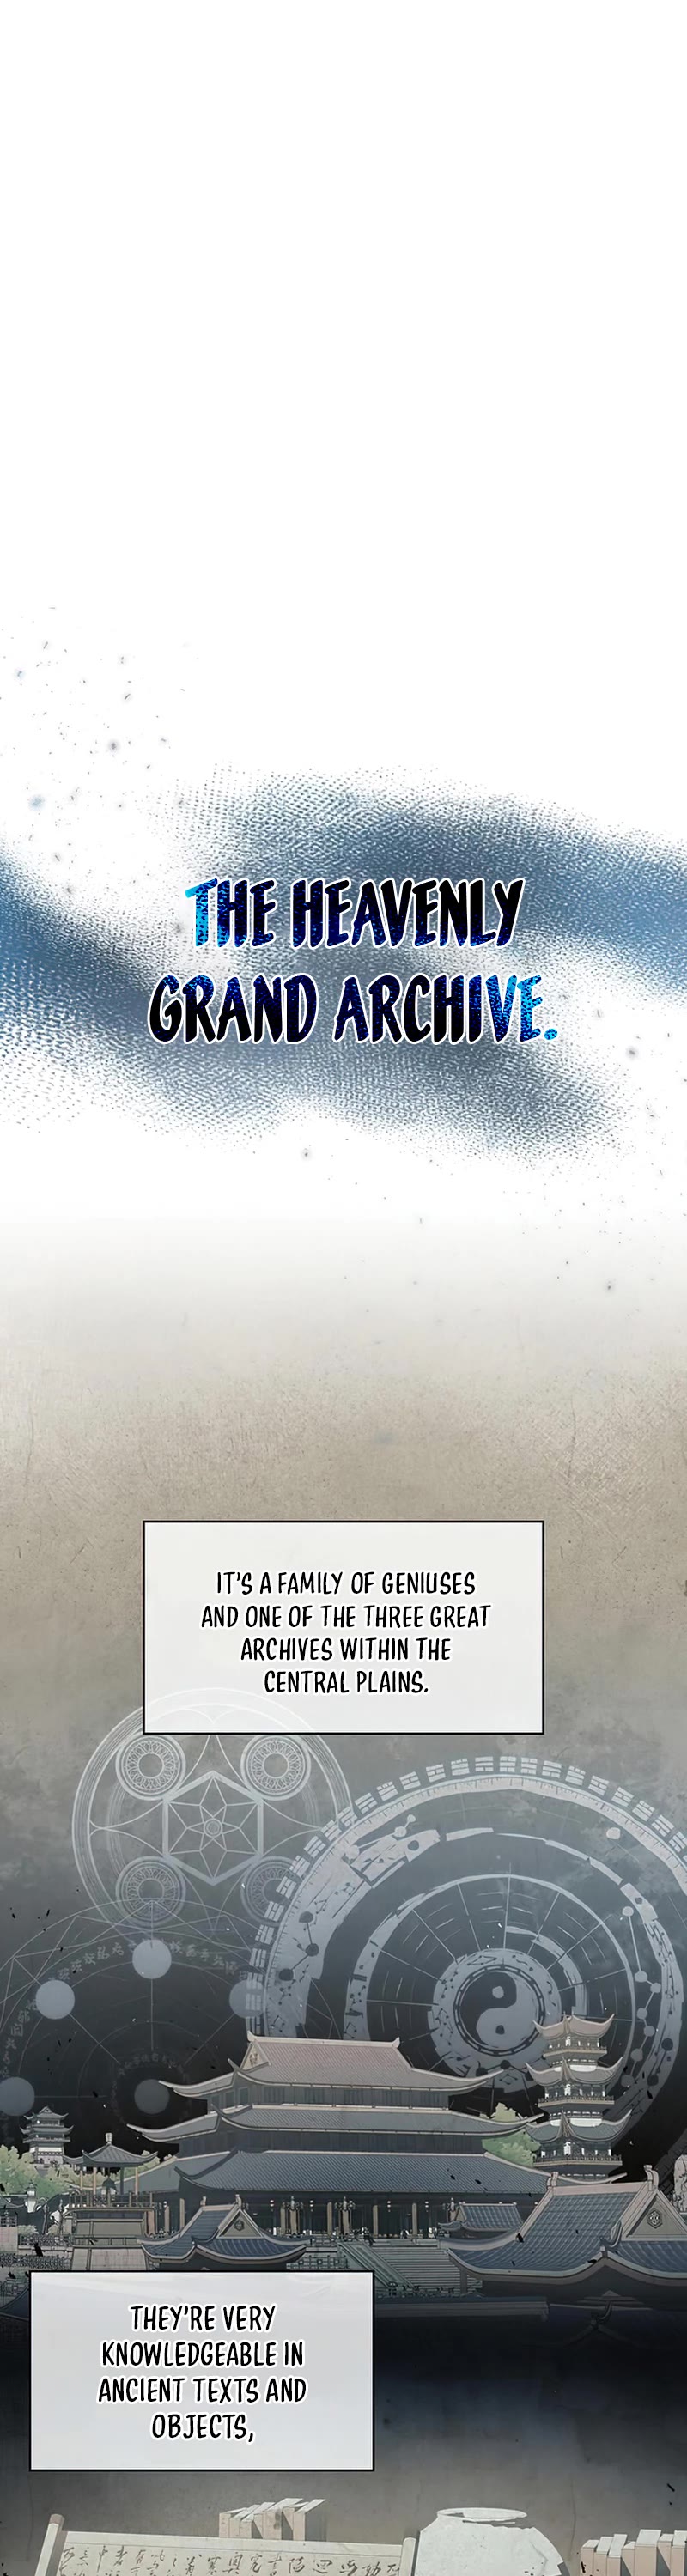 THE HEAVENLY
GRAND ARCHIVE.
IT'S A FAMILY OF GENIUSES
AND ONE OF THE THREE GREAT
ARCHIVES WITHIN THE
CENTRAL PLAINS.
THEY'RE VERY
KNOWLEDGEABLE IN
ANCIENT TEXTS AND
OBJECTS,